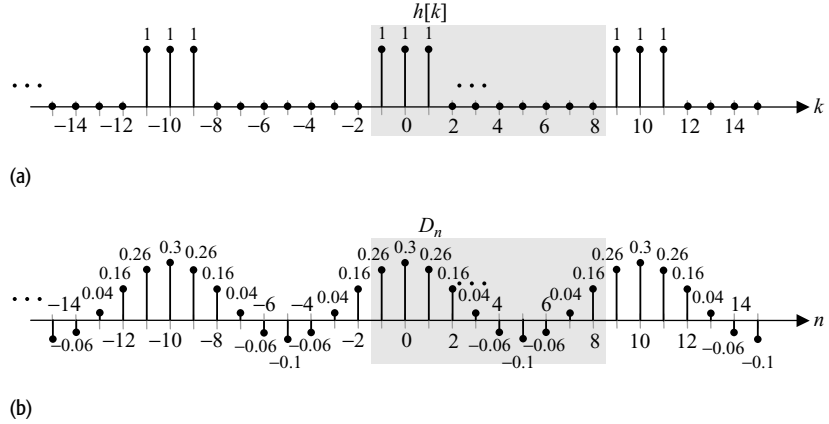 h[k]
1 1 1 1 1 1 1 1 1
−14 −12 −10 −8 −6 −4 −2 0 2 4 6 8 10 12 14 k
(a)
D_n
0.3 0.3 0.3
0.26 0.26 0.26 0.26 0.26 0.26
0.16 0.16 0.16 0.16 0.16 0.16
−14 0.04 0.04 −6 −4 0.04 0.04 4 6 0.04 0.04 14
−12 −10 −8 −2 0 2 8 10 12 n
−0.06 −0.06 −0.06 −0.06 −0.06 −0.06
−0.1 −0.1 −0.1
(b)